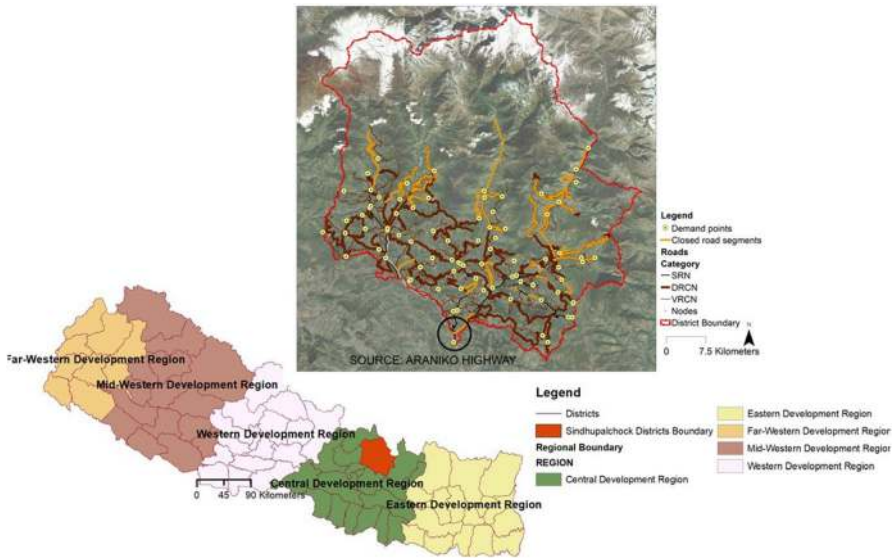 SOURCE: ARANIKO HIGHWAY
Legend
Demand points
Closed road segments
Roads
Category
SRN
DRCN
VRCN
Nodes
District Boundary
N
0 7.5 Kilometers
Far-Western Development Region
Mid-Western Development Region
Western Development Region
Central Development Region
Eastern Development Region
0 45 90 Kilometers
Legend
Districts
Sindhupalchock Districts Boundary
Regional Boundary
REGION
Central Development Region
Eastern Development Region
Far-Western Development Region
Mid-Western Development Region
Western Development Region